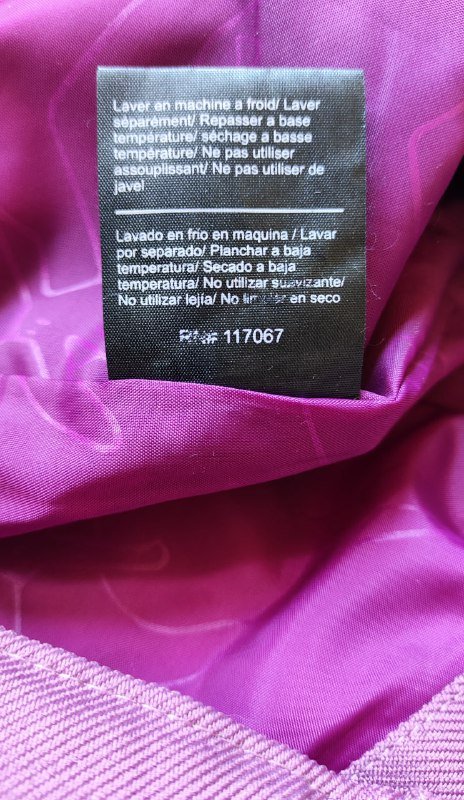 Laver en machine a froid/ Laver
séparément/ Repasser a base
température/ séchage a basse
température/ Ne pas utiliser
assouplissant/ Ne pas utiliser de
javel
Lavado en frio en maquina / Lavar
por separado/ Planchar a baja
temperatura/ Secado a baja
temperatura/ No utilizar suavizante/
No utilizar lejía/ No limpiar en seco
RN# 117067